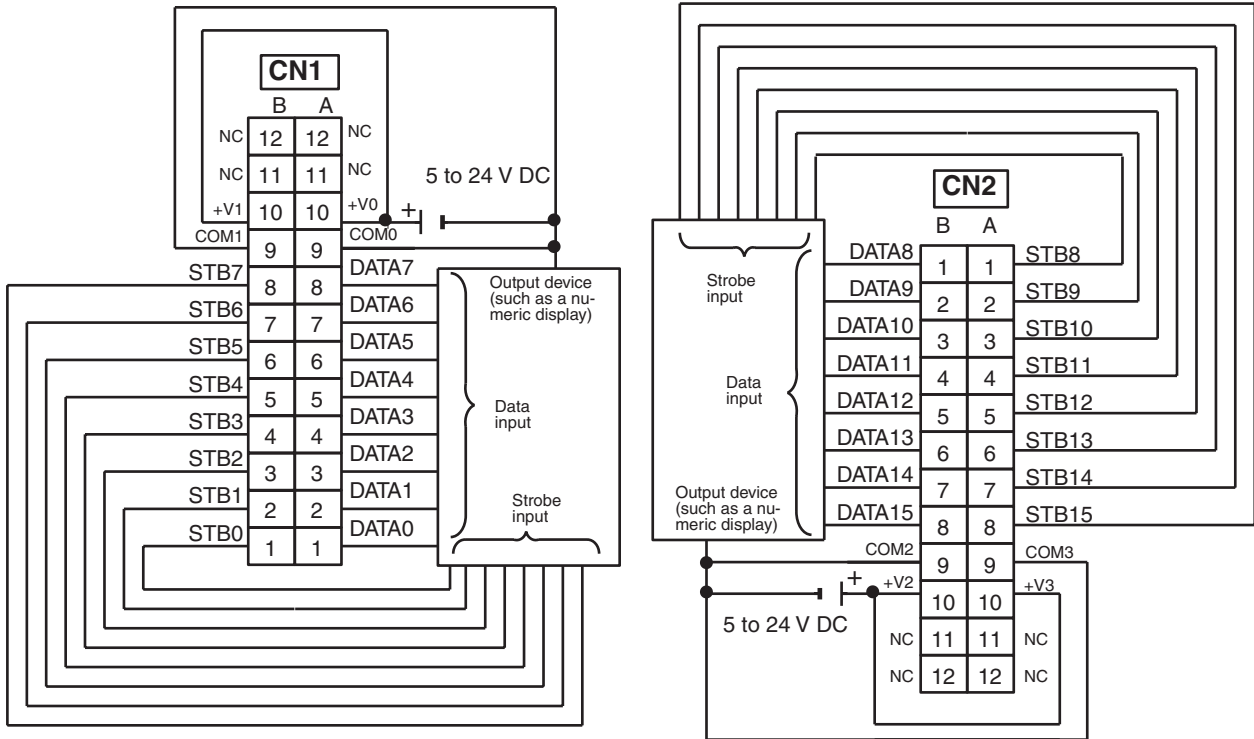 CN1
B A
NC 12 12 NC
NC 11 11 NC
5 to 24 V DC
+V1 10 10 +V0 +
COM1 9 9 COM0
STB7 8 8 DATA7
STB6 7 7 DATA6
STB5 6 6 DATA5
STB4 5 5 DATA4
STB3 4 4 DATA3
STB2 3 3 DATA2
STB1 2 2 DATA1
STB0 1 1 DATA0
Output device
(such as a nu-
meric display)
Data
input
Strobe
input
CN2
B A
DATA8 1 1 STB8
DATA9 2 2 STB9
DATA10 3 3 STB10
DATA11 4 4 STB11
DATA12 5 5 STB12
DATA13 6 6 STB13
DATA14 7 7 STB14
DATA15 8 8 STB15
COM2 9 9 COM3
+ +V2 10 10 +V3
NC 11 11 NC
NC 12 12 NC
5 to 24 V DC
Strobe
input
Data
input
Output device
(such as a nu-
meric display)